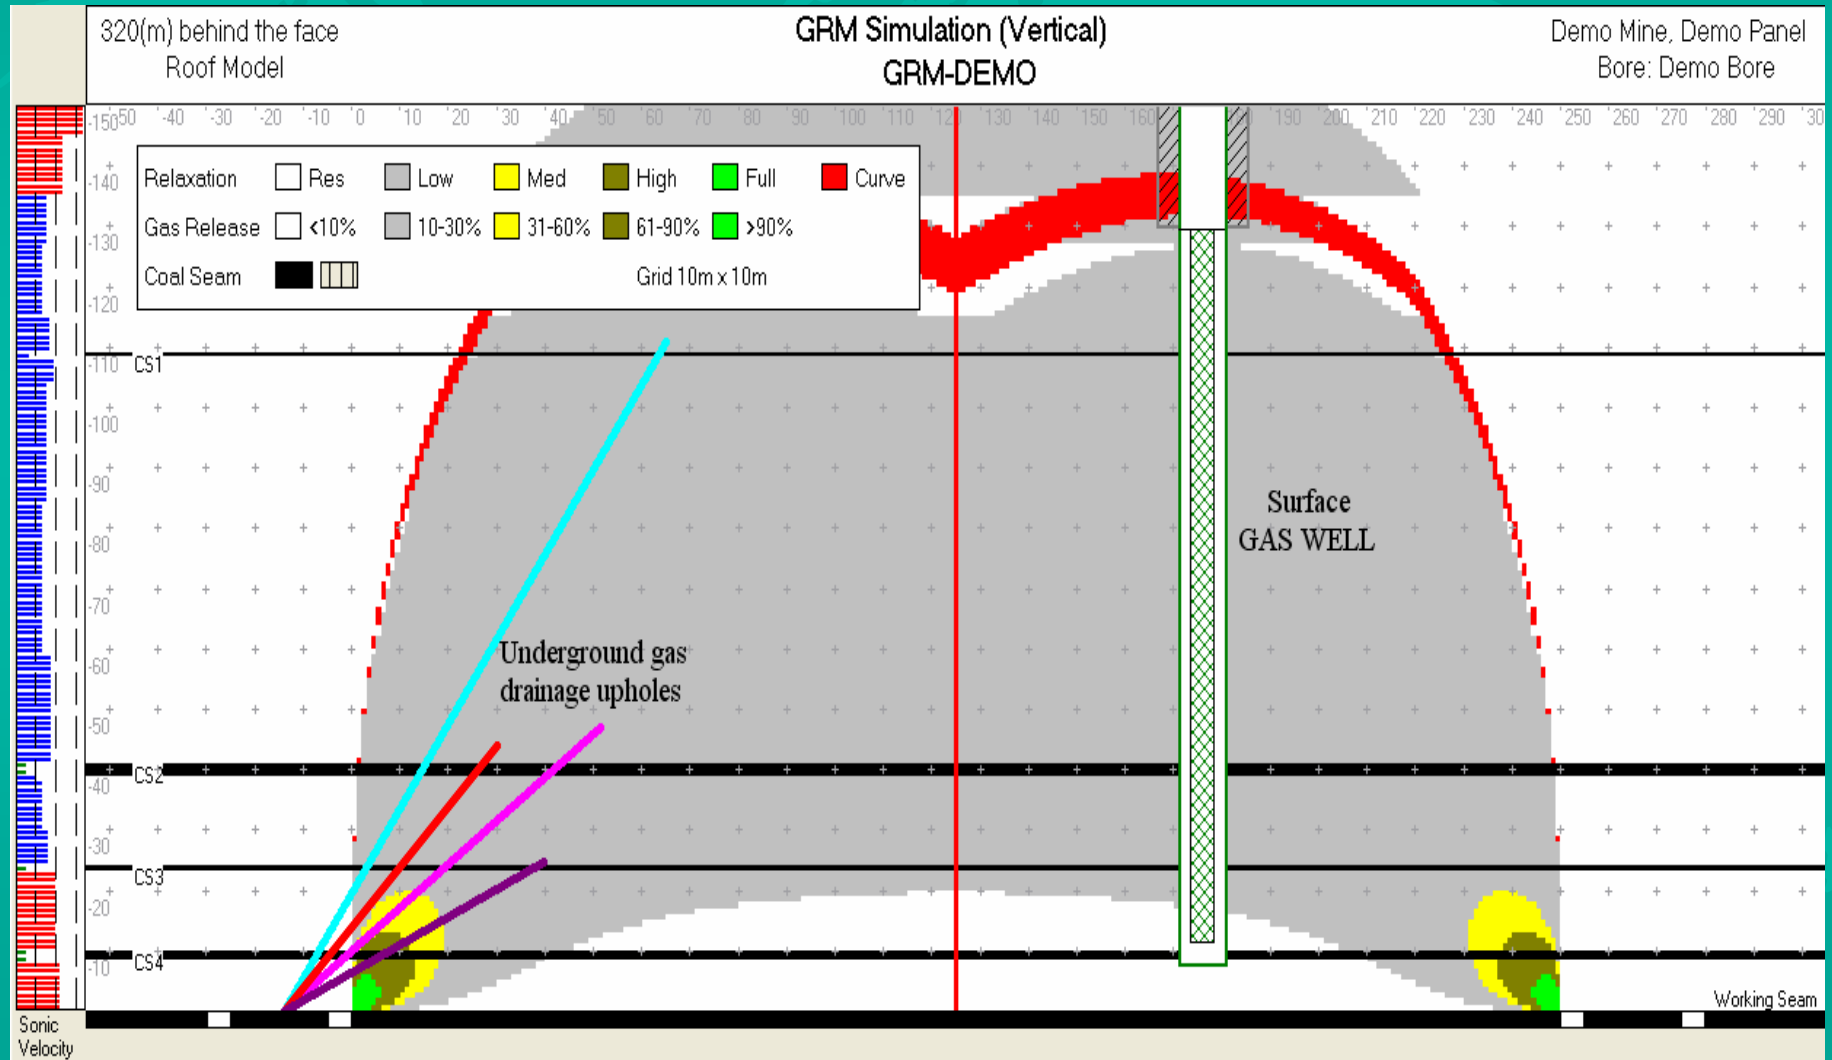 320(m) behind the face
Roof Model
GRM Simulation (Vertical)
GRM-DEMO
Demo Mine, Demo Panel
Bore: Demo Bore
-50 -40 -30 -20 -10 0 10 20 30 40 50 60 70 80 90 100 110 120 130 140 150 160 190 200 210 220 230 240 250 260 270 280 290 30
-150
-140
-130
-120
-110
-100
-90
-80
-70
-60
-50
-40
-30
-20
-10
Relaxation Res Low Med High Full Curve
Gas Release <10% 10-30% 31-60% 61-90% >90%
Coal Seam Grid 10m x 10m
CS1
Surface
GAS WELL
Underground gas
drainage upholes
CS2
CS3
CS4
Working Seam
Sonic
Velocity